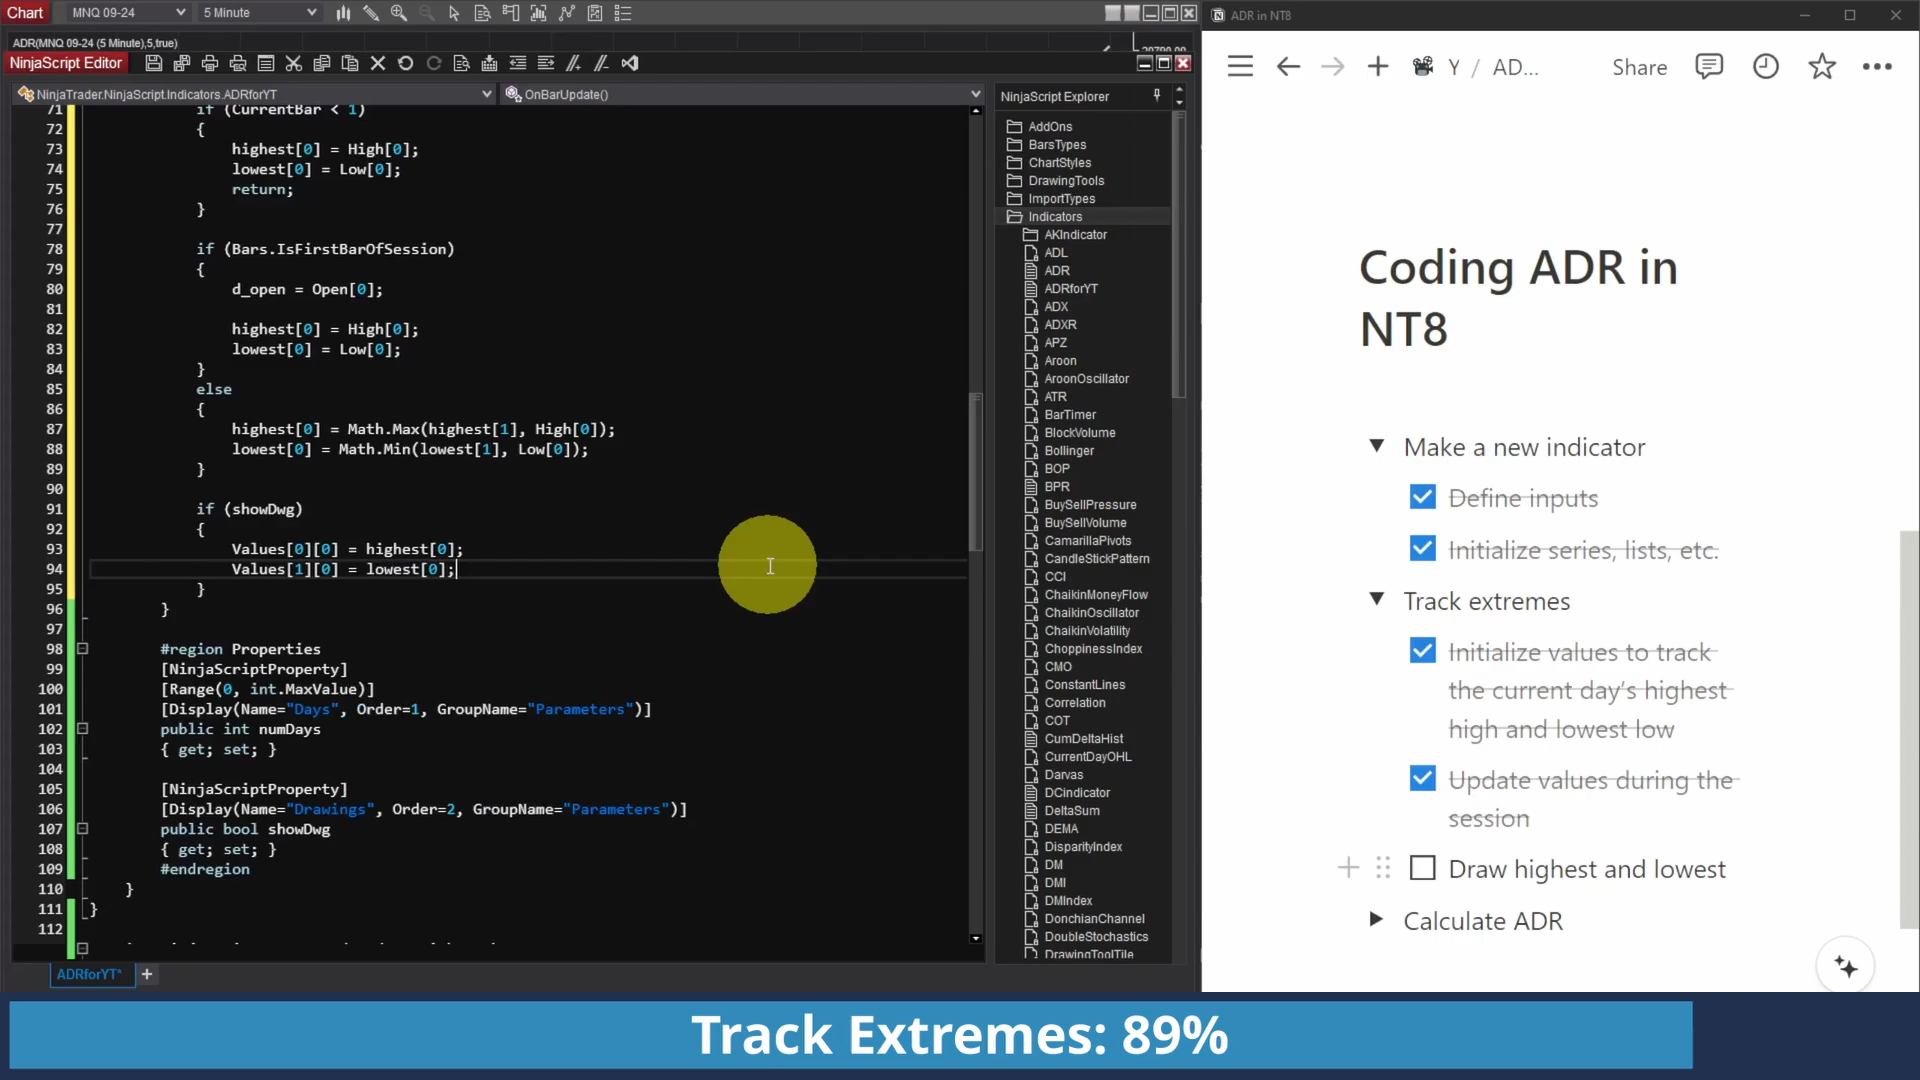 Chart MNQ 09-24 5 Minute
ADR(MNQ 09-24 (5 Minute),5,true)
NinjaScript Editor
NinjaTrader.NinjaScript.Indicators.ADRforYT OnBarUpdate()
71 if (CurrentBar < 1)
72 {
73 highest[0] = High[0];
74 lowest[0] = Low[0];
75 return;
76 }
77
78 if (Bars.IsFirstBarOfSession)
79 {
80 d_open = Open[0];
81
82 highest[0] = High[0];
83 lowest[0] = Low[0];
84 }
85 else
86 {
87 highest[0] = Math.Max(highest[1], High[0]);
88 lowest[0] = Math.Min(lowest[1], Low[0]);
89 }
90
91 if (showDwg)
92 {
93 Values[0][0] = highest[0];
94 Values[1][0] = lowest[0];
95 }
96 }
97
98 #region Properties
99 [NinjaScriptProperty]
100 [Range(0, int.MaxValue)]
101 [Display(Name="Days", Order=1, GroupName="Parameters")]
102 public int numDays
103 { get; set; }
104
105 [NinjaScriptProperty]
106 [Display(Name="Drawings", Order=2, GroupName="Parameters")]
107 public bool showDwg
108 { get; set; }
109 #endregion
110 }
111 }
112
ADRforYT* +
NinjaScript Explorer
AddOns
BarsTypes
ChartStyles
DrawingTools
ImportTypes
Indicators
AKIndicator
ADL
ADR
ADRforYT
ADX
ADXR
APZ
Aroon
AroonOscillator
ATR
BarTimer
BlockVolume
Bollinger
BOP
BPR
BuySellPressure
BuySellVolume
CamarillaPivots
CandleStickPattern
CCI
ChaikinMoneyFlow
ChaikinOscillator
ChaikinVolatility
ChoppinessIndex
CMO
ConstantLines
Correlation
COT
CumDeltaHist
CurrentDayOHL
Darvas
DCindicator
DeltaSum
DEMA
DisparityIndex
DM
DMI
DMIndex
DonchianChannel
DoubleStochastics
DrawingToolTile
ADR in NT8
Y / AD... Share
Coding ADR in
NT8
Make a new indicator
Define inputs
Initialize series, lists, etc.
Track extremes
Initialize values to track
the current day's highest
high and lowest low
Update values during the
session
Draw highest and lowest
Calculate ADR
Track Extremes: 89%